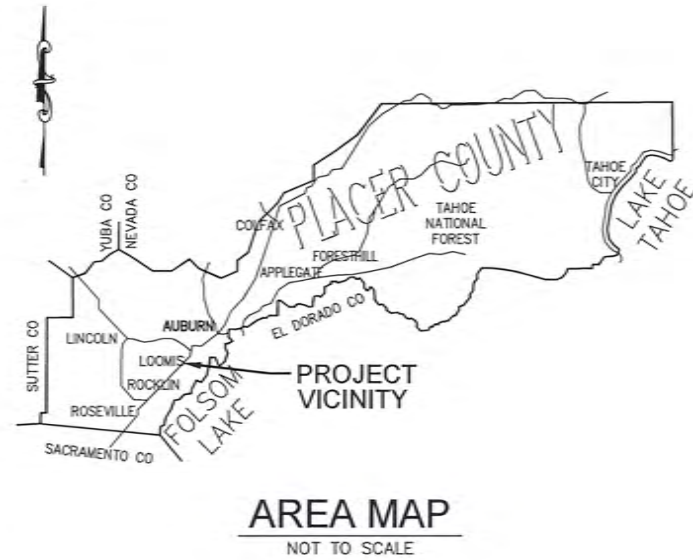 PLACER COUNTY
TAHOE
CITY
LAKE
TAHOE
YUBA CO
NEVADA CO
COLFAX
TAHOE
NATIONAL
FOREST
FORESTHILL
APPLEGATE
EL DORADO CO
AUBURN
LINCOLN
SUTTER CO
LOOMIS
ROCKLIN
PROJECT
VICINITY
ROSEVILLE
FOLSOM
LAKE
SACRAMENTO CO
AREA MAP
NOT TO SCALE